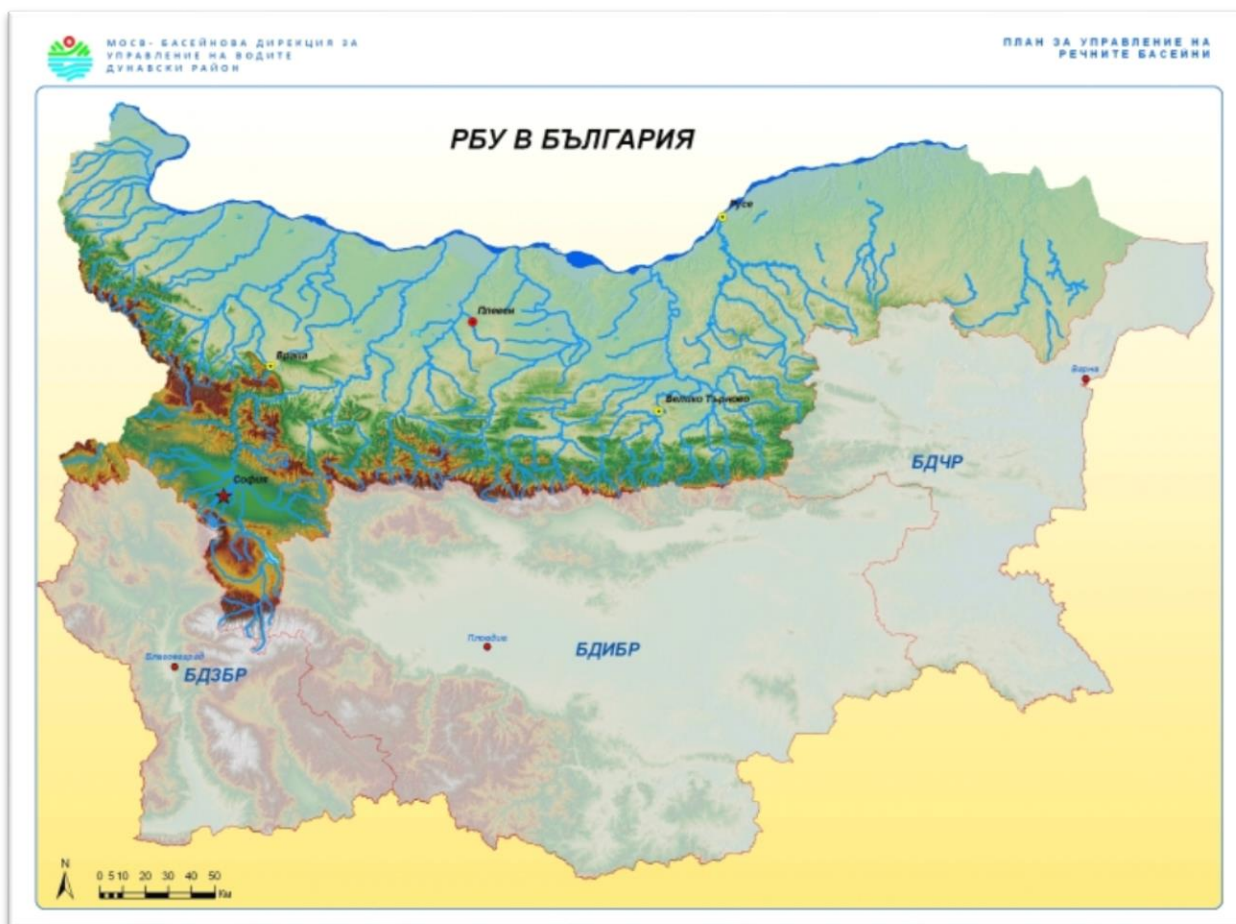 МОСВ- БАСЕЙНОВА ДИРЕКЦИЯ ЗА
УПРАВЛЕНИЕ НА ВОДИТЕ
ДУНАВСКИ РАЙОН
ПЛАН ЗА УПРАВЛЕНИЕ НА
РЕЧНИТЕ БАСЕЙНИ
РБУ В БЪЛГАРИЯ
Русе
Плевен
Враца
Варна
Велико Търново
БДЧР
София
Пловдив
БДИБР
Благоевград
БДЗБР
N
0 5 10 20 30 40 50
Км